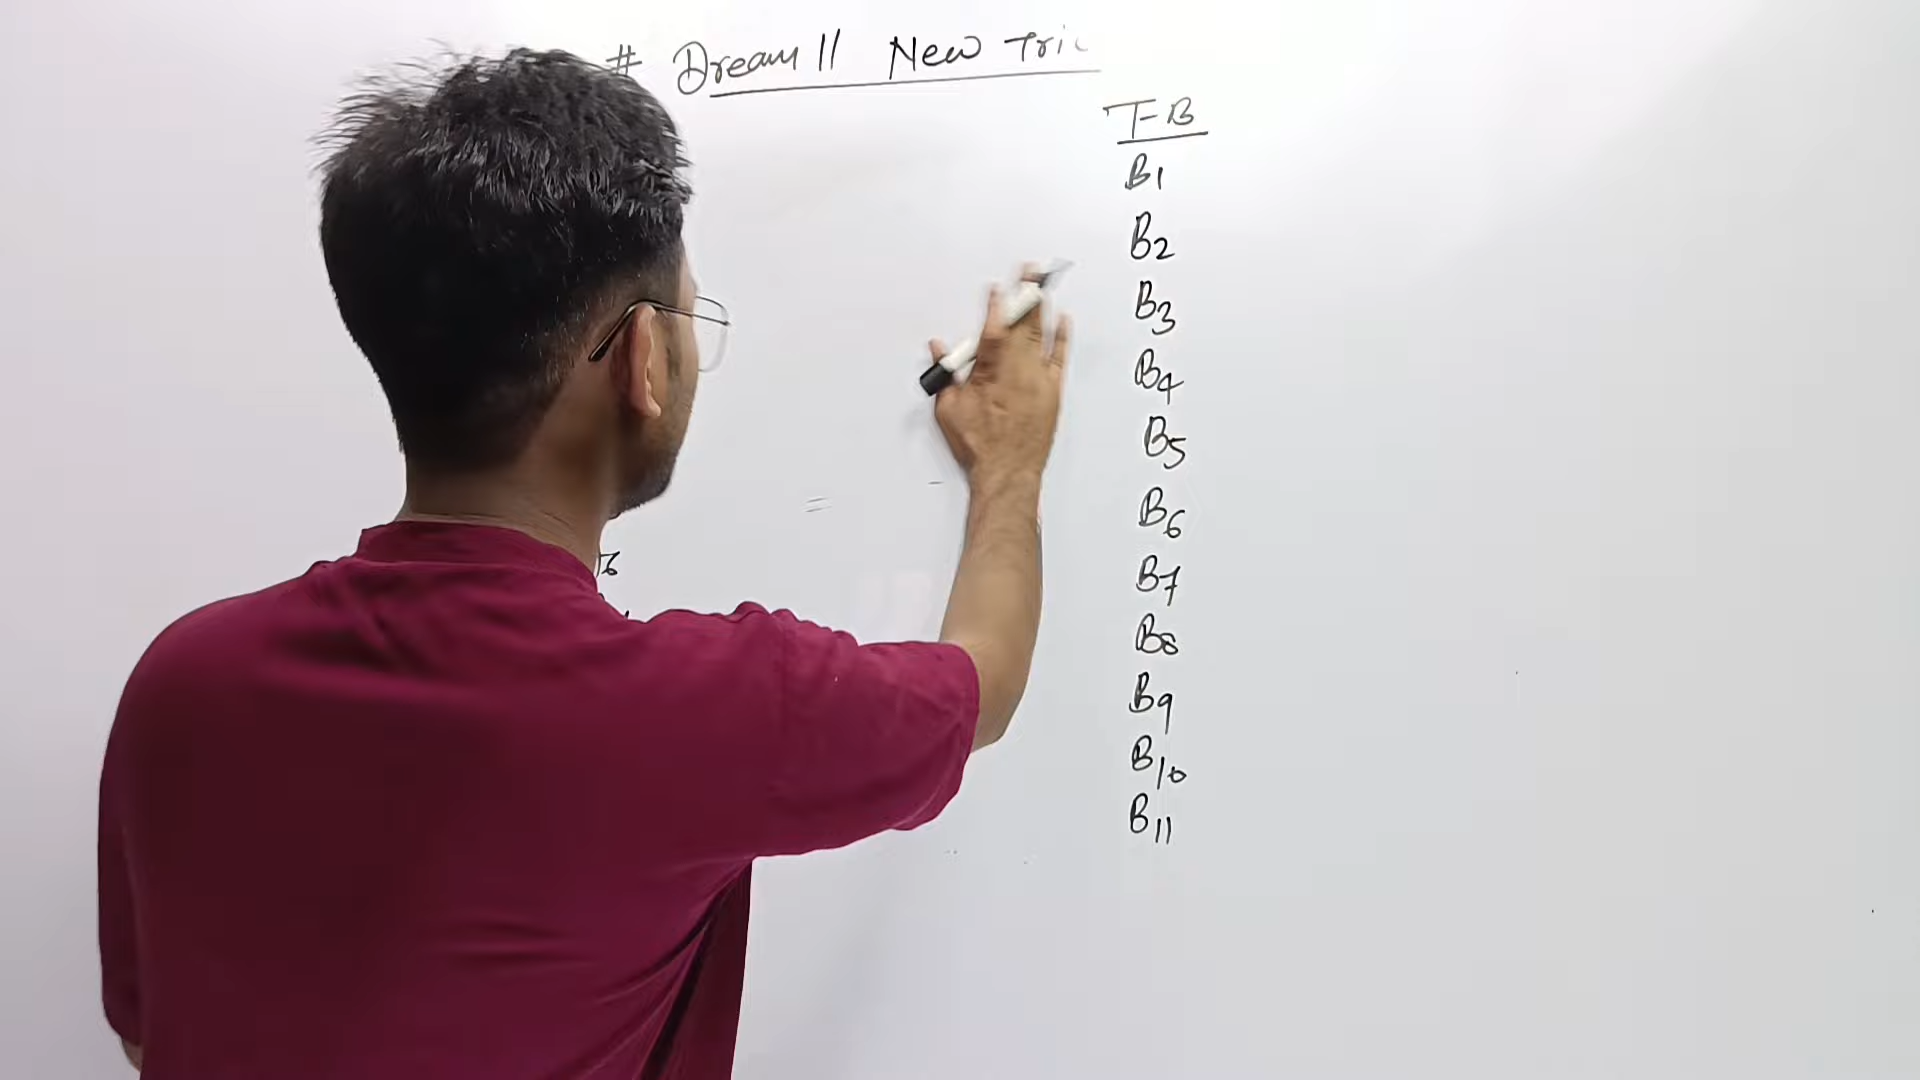 # Dream 11 New Tri
T-B
B1
B2
B3
B4
B5
B6
B7
B8
B9
B10
B11
=